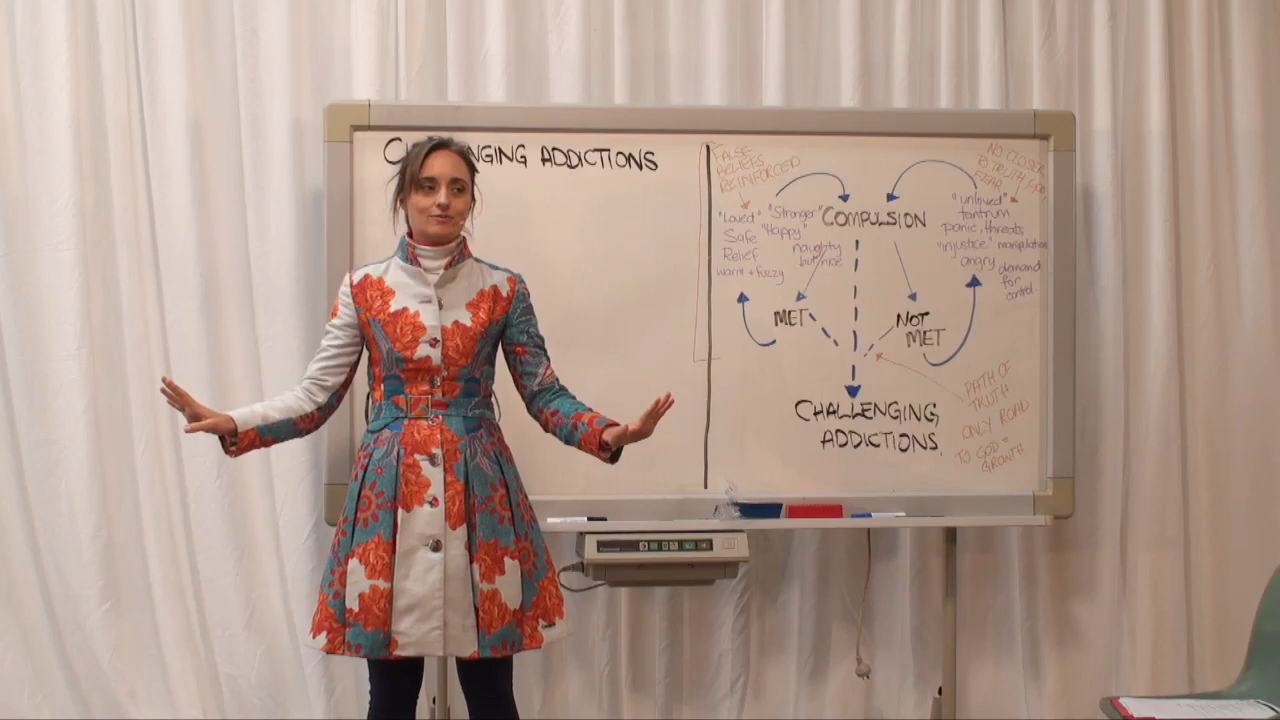 CHALLENGING ADDICTIONS
FALSE
BELIEFS
REINFORCED
NO CLOSER
TO TRUTH, GOD
FEAR
"Loved" "Stronger"
Safe "Happy"
Relief naughty
warm + fuzzy but nice
COMPULSION
"unloved"
tantrum
panic, threats
"injustice" manipulation
angry demand
for
control.
MET
NOT
MET
CHALLENGING
ADDICTIONS.
PATH OF
TRUTH
ONLY ROAD
TO GOD +
GROWTH